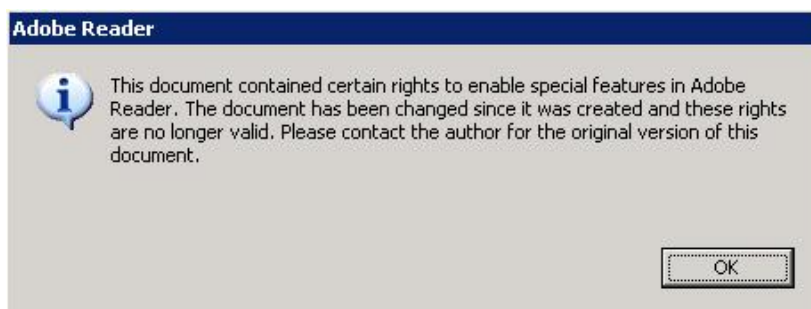 Adobe Reader
This document contained certain rights to enable special features in Adobe
Reader. The document has been changed since it was created and these rights
are no longer valid. Please contact the author for the original version of this
document.
OK